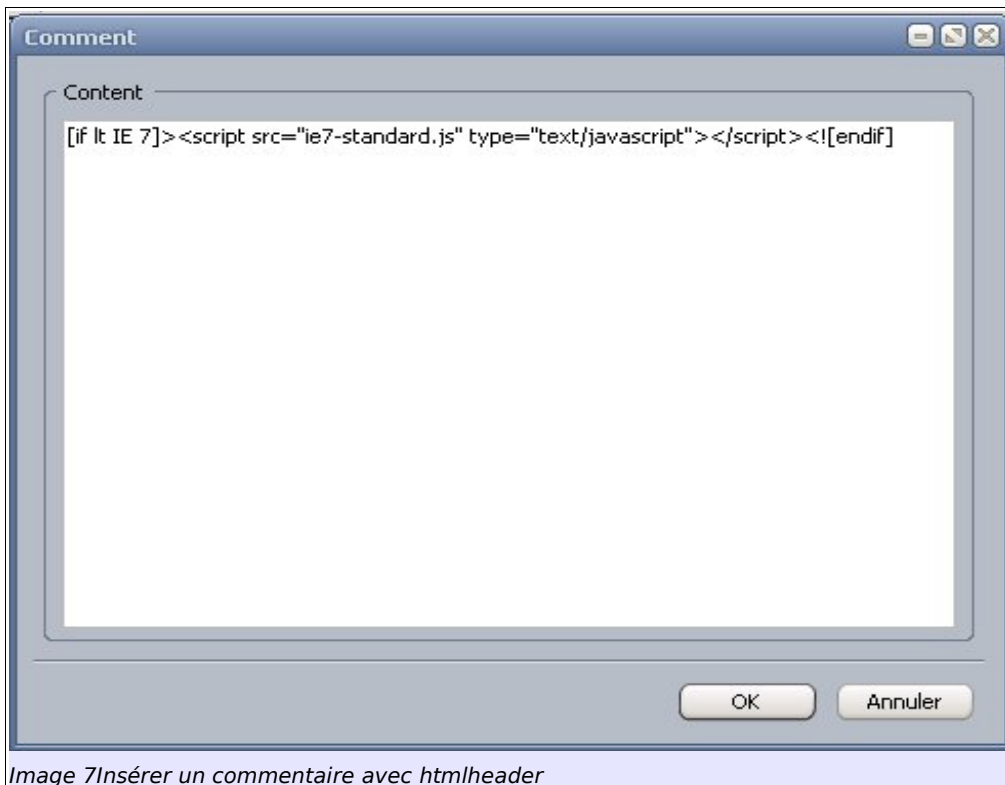 Comment
Content
[if lt IE 7]><script src="ie7-standard.js" type="text/javascript"></script><![endif]
OK
Annuler
Image 7Insérer un commentaire avec htmlheader